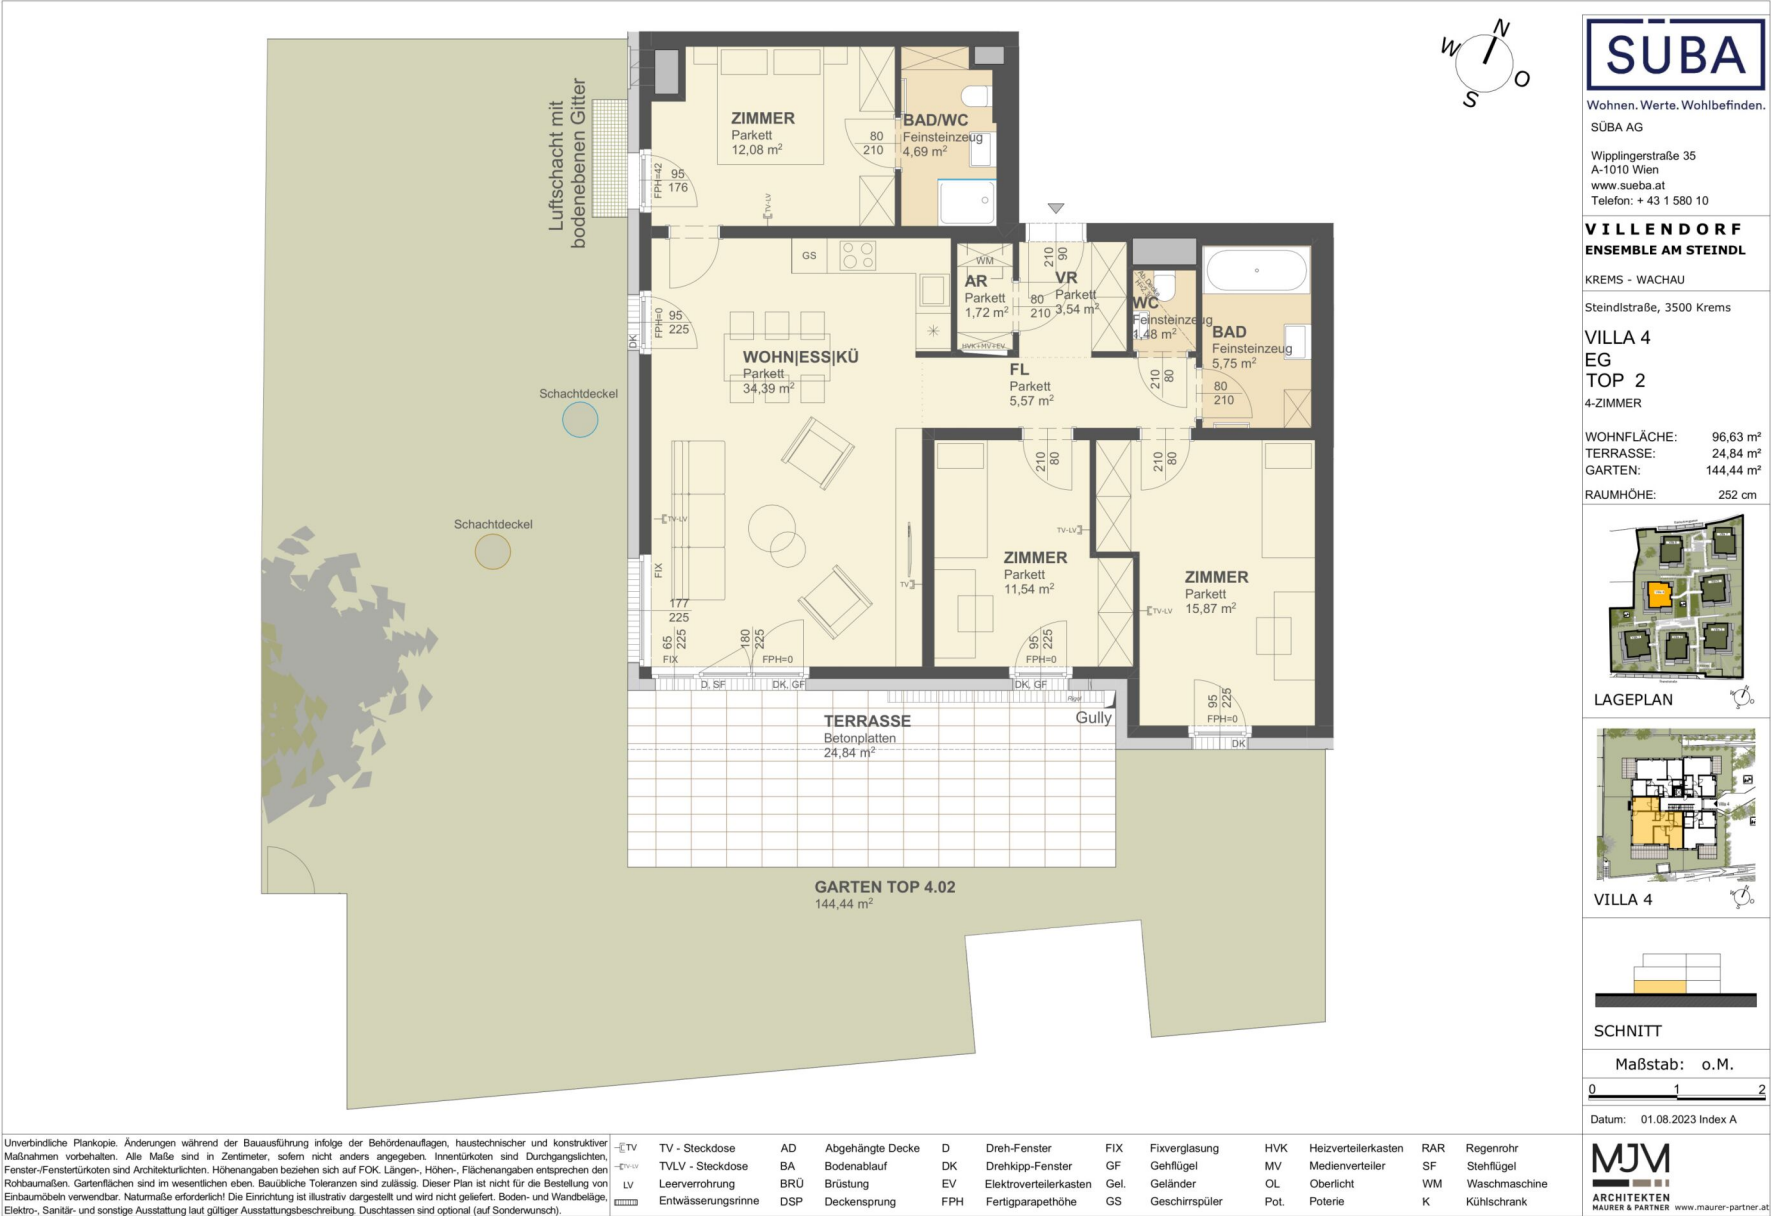 N
W
O
S
Luftschacht mit
bodenebenen Gitter
ZIMMER
Parkett
12,08 m²
80
210
BAD/WC
Feinsteinzeug
4,69 m²
FPH=42
95
176
TV-LV
GS
WM
AR
Parkett
1,72 m²
HVK+MV+EV
210
90
80
210
VR
Parkett
3,54 m²
WC
Feinsteinzeug
1,48 m²
BAD
Feinsteinzeug
5,75 m²
80
210
DK
FPH=0
95
225
WOHN|ESS|KÜ
Parkett
34,39 m²
FL
Parkett
5,57 m²
210
80
210
80
210
80
Schachtdeckel
Schachtdeckel
TV-LV
FIX
177
225
65
225
FIX
180
225
FPH=0
D, SF
DK, GF
TV
TV-LV
ZIMMER
Parkett
11,54 m²
95
225
FPH=0
DK, GF
TV-LV
ZIMMER
Parkett
15,87 m²
95
225
FPH=0
DK
Rigol
Gully
TERRASSE
Betonplatten
24,84 m²
GARTEN TOP 4.02
144,44 m²
SÜBA
Wohnen. Werte. Wohlbefinden.
SÜBA AG
Wipplingerstraße 35
A-1010 Wien
www.sueba.at
Telefon: + 43 1 580 10
VILLENDORF
ENSEMBLE AM STEINDL
KREMS - WACHAU
Steindlstraße, 3500 Krems
VILLA 4
EG
TOP 2
4-ZIMMER
WOHNFLÄCHE: 96,63 m²
TERRASSE: 24,84 m²
GARTEN: 144,44 m²
RAUMHÖHE: 252 cm
LAGEPLAN
VILLA 4
SCHNITT
Maßstab: o.M.
0 1 2
Datum: 01.08.2023 Index A
MJM
ARCHITEKTEN
MAURER & PARTNER www.maurer-partner.at
Unverbindliche Plankopie. Änderungen während der Bauausführung infolge der Behördenauflagen, haustechnischer und konstruktiver
Maßnahmen vorbehalten. Alle Maße sind in Zentimeter, sofern nicht anders angegeben. Innentürkoten sind Durchgangslichten,
Fenster-/Fenstertürkoten sind Architekturlichten. Höhenangaben beziehen sich auf FOK. Längen-, Höhen-, Flächenangaben entsprechen den
Rohbaumaßen. Gartenflächen sind im wesentlichen eben. Bauübliche Toleranzen sind zulässig. Dieser Plan ist nicht für die Bestellung von
Einbaumöbeln verwendbar. Naturmaße erforderlich! Die Einrichtung ist illustrativ dargestellt und wird nicht geliefert. Boden- und Wandbeläge,
Elektro-, Sanitär- und sonstige Ausstattung laut gültiger Ausstattungsbeschreibung. Duschtassen sind optional (auf Sonderwunsch).
TV TV - Steckdose AD Abgehängte Decke D Dreh-Fenster FIX Fixverglasung HVK Heizverteilerkasten RAR Regenrohr
TV-LV TVLV - Steckdose BA Bodenablauf DK Drehkipp-Fenster GF Gehflügel MV Medienverteiler SF Stehflügel
LV Leerverrohrung BRÜ Brüstung EV Elektroverteilerkasten Gel. Geländer OL Oberlicht WM Waschmaschine
Entwässerungsrinne DSP Deckensprung FPH Fertigparapethöhe GS Geschirrspüler Pot. Poterie K Kühlschrank